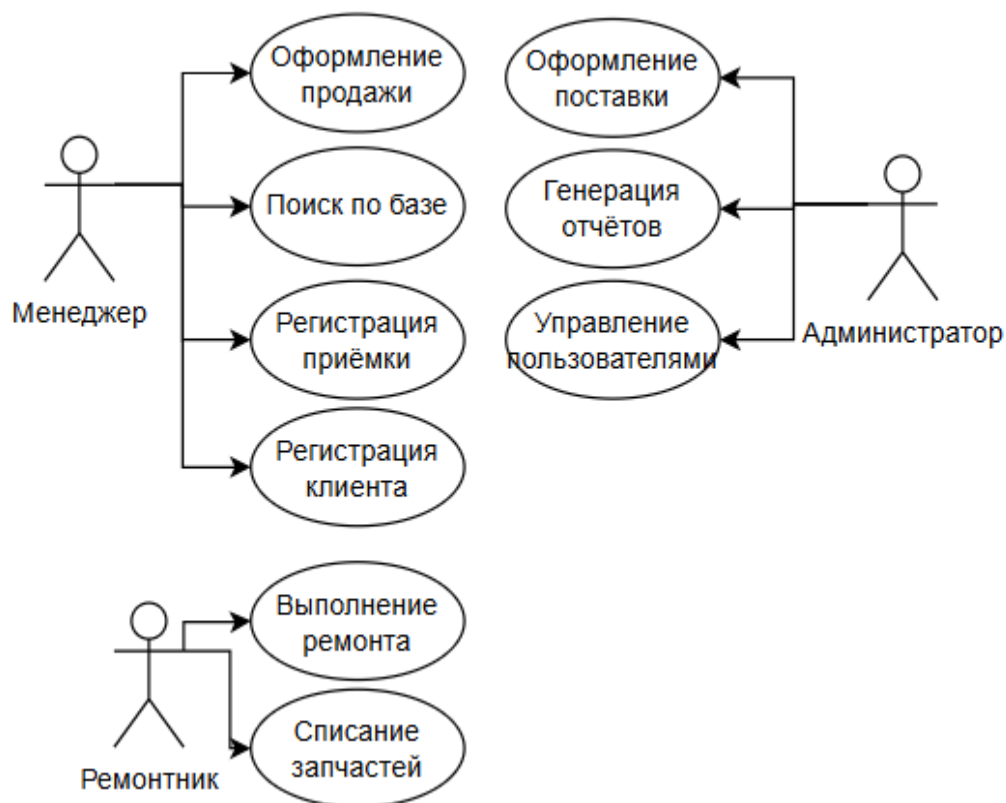 Оформление
продажи
Поиск по базе
Регистрация
приёмки
Регистрация
клиента
Менеджер
Оформление
поставки
Генерация
отчётов
Управление
пользователями
Администратор
Выполнение
ремонта
Списание
запчастей
Ремонтник